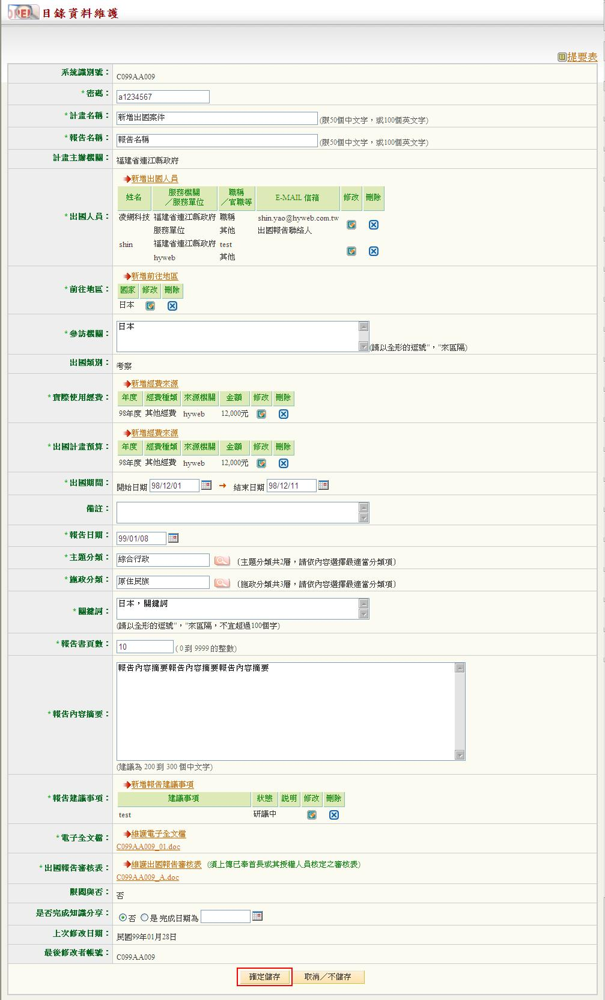 OPEN 目錄資料維護
提要表
系統識別號： C099AA009
*密碼： a1234567
*計畫名稱： 新增出國案件 (限50個中文字，或100個英文字)
*報告名稱： 報告名稱 (限50個中文字，或100個英文字)
計畫主辦機關： 福建省連江縣政府
*出國人員： 新增出國人員
姓名 服務機關／服務單位 職稱／官職等 E-MAIL 信箱 修改 刪除
凌網科技 福建省連江縣政府 職稱 shin.yao@hyweb.com.tw
服務單位 其他 出國報告聯絡人
shin 福建省連江縣政府 test
hyweb 其他
*前往地區： 新增前往地區
國家 修改 刪除
日本
*參訪機關： 日本
(請以全形的逗號"，"來區隔)
出國類別： 考察
*實際使用經費： 新增經費來源
年度 經費種類 來源機關 金額 修改 刪除
98年度 其他經費 hyweb 12,000元
*出國計畫預算： 新增經費來源
年度 經費種類 來源機關 金額 修改 刪除
98年度 其他經費 hyweb 12,000元
*出國期間： 開始日期 98/12/01 結束日期 98/12/11
備註：
*報告日期： 99/01/08
*主題分類： 綜合行政 〔主題分類共2層，請依內容選擇最適當分類項〕
*施政分類： 原住民族 〔施政分類共3層，請依內容選擇最適當分類項〕
*關鍵詞： 日本，關鍵詞
(請以全形的逗號"，"來區隔，不宜超過100個字)
*報告書頁數： 10 ( 0 到 9999 的整數)
*報告內容摘要： 報告內容摘要報告內容摘要報告內容摘要
(建議為 200 到 300 個中文字)
*報告建議事項： 新增報告建議事項
建議事項 狀態 說明 修改 刪除
test 研議中
*電子全文檔： 維護電子全文檔
C099AA009_01.doc
*出國報告審核表： 維護出國報告審核表 (須上傳已奉首長或其授權人員核定之審核表)
C099AA009_A.doc
限閱與否： 否
是否完成知識分享： 否 是 完成日期為
上次修改日期： 民國99年01月28日
最後修改者帳號： C099AA009
確定儲存 取消／不儲存